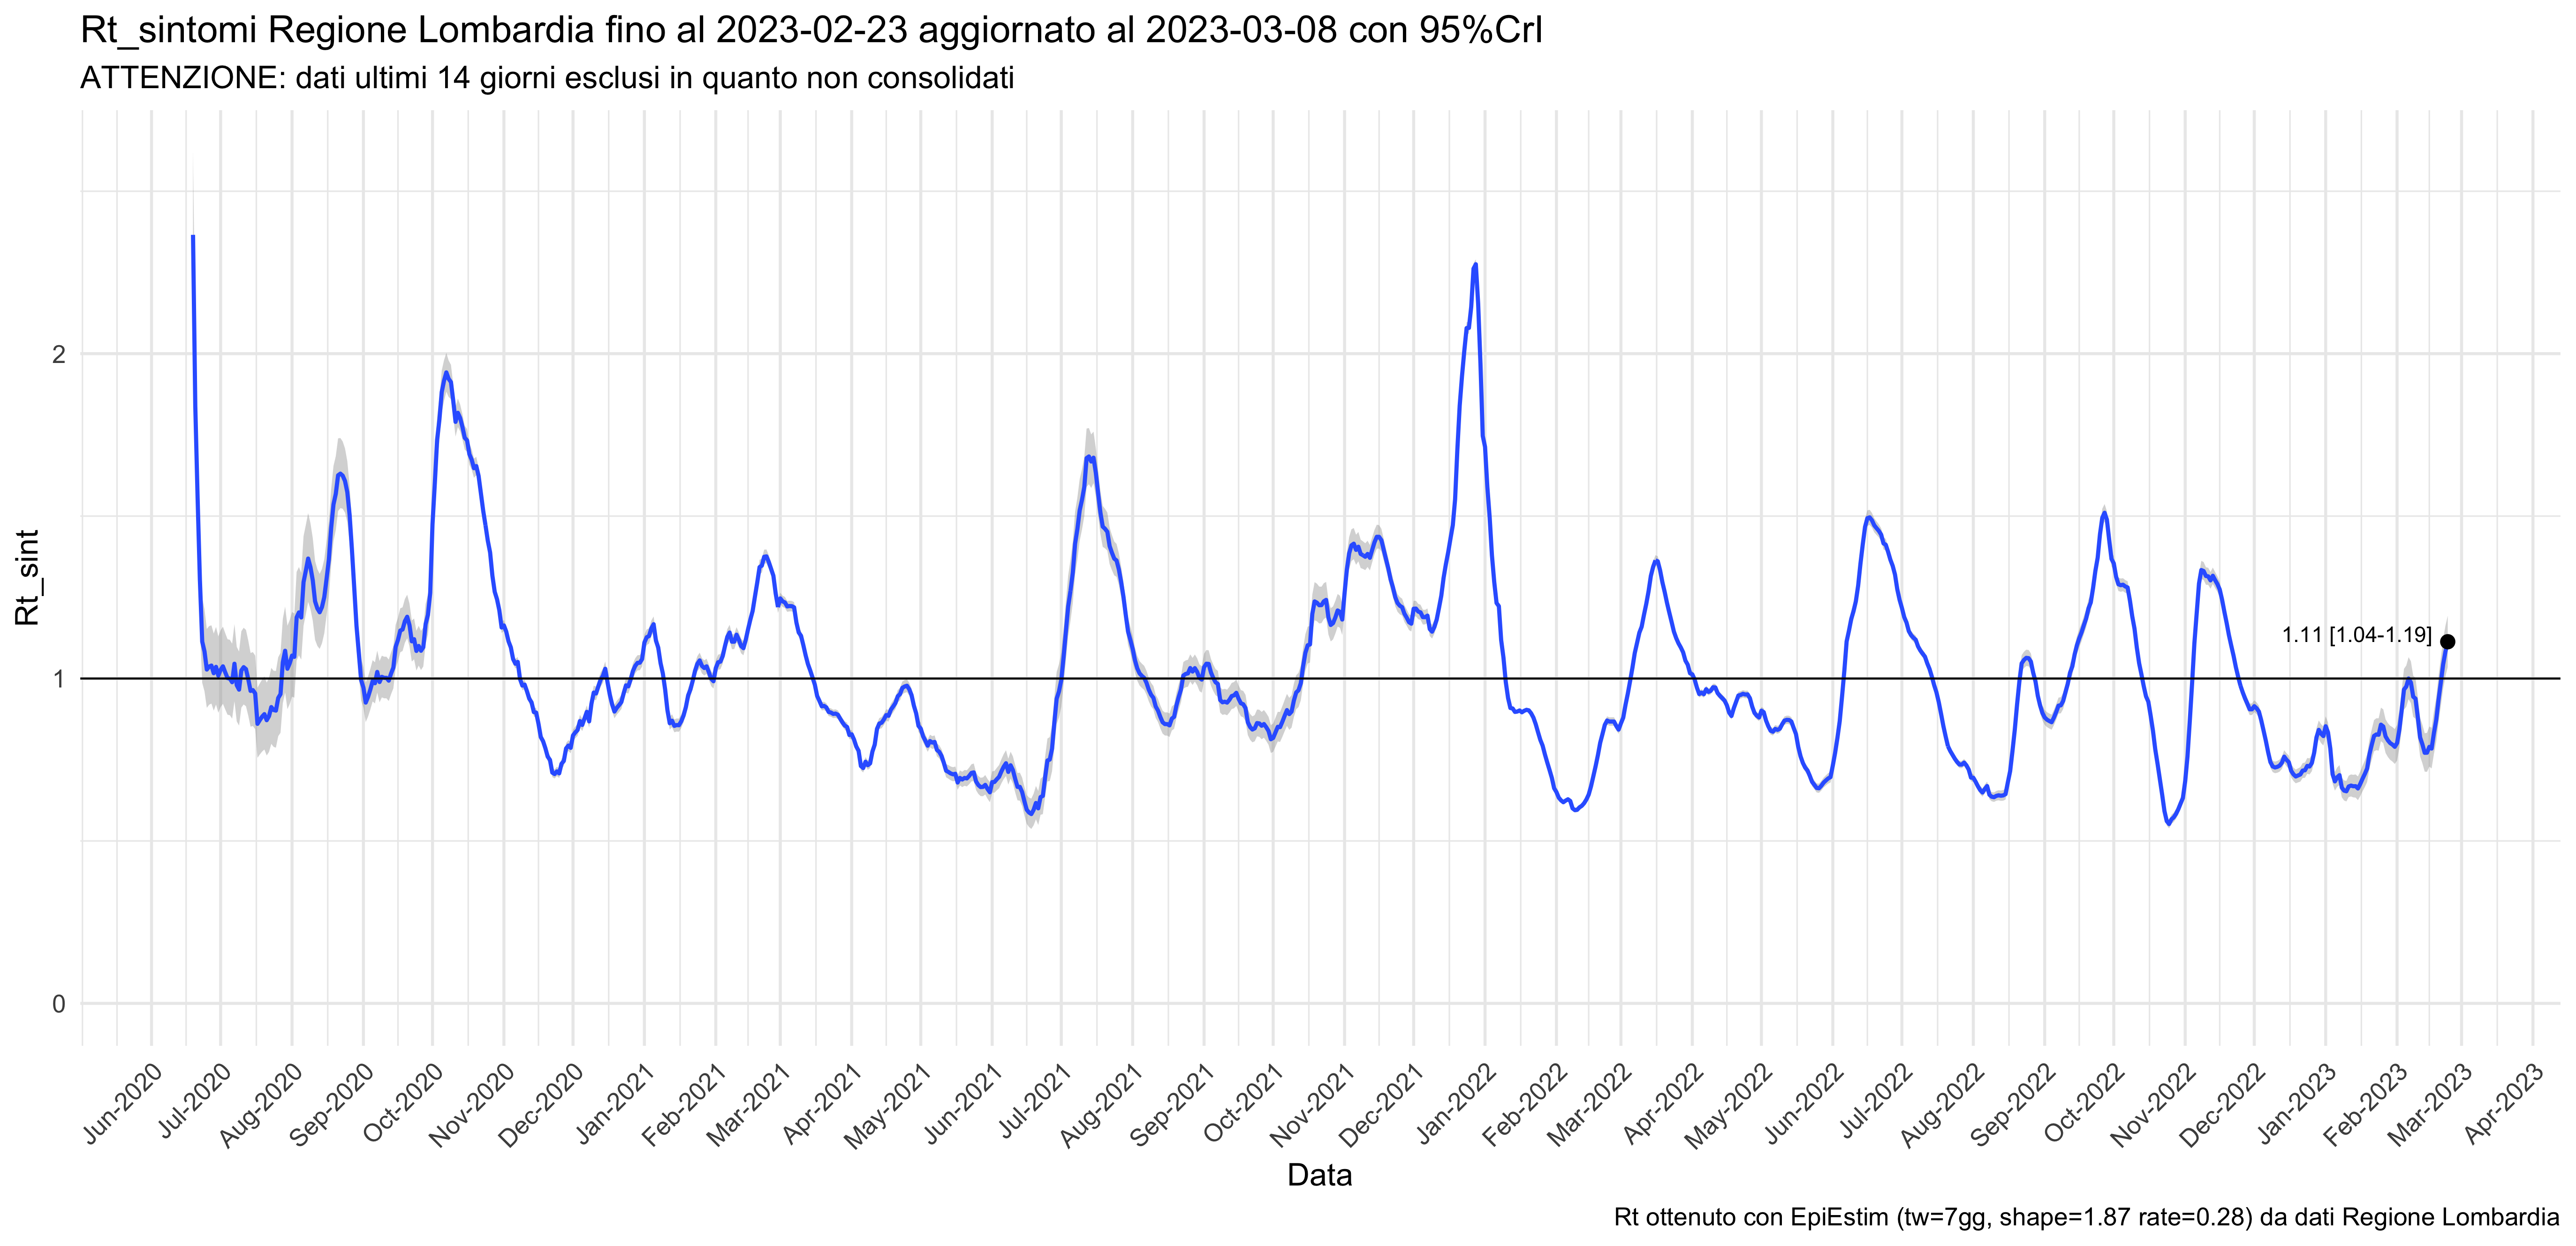 Rt_sintomi Regione Lombardia fino al 2023-02-23 aggiornato al 2023-03-08 con 95%CrI
ATTENZIONE: dati ultimi 14 giorni esclusi in quanto non consolidati
Rt_sint
2
1
0
1.11 [1.04-1.19]
Jun-2020
Jul-2020
Aug-2020
Sep-2020
Oct-2020
Nov-2020
Dec-2020
Jan-2021
Feb-2021
Mar-2021
Apr-2021
May-2021
Jun-2021
Jul-2021
Aug-2021
Sep-2021
Oct-2021
Nov-2021
Dec-2021
Jan-2022
Feb-2022
Mar-2022
Apr-2022
May-2022
Jun-2022
Jul-2022
Aug-2022
Sep-2022
Oct-2022
Nov-2022
Dec-2022
Jan-2023
Feb-2023
Mar-2023
Apr-2023
Data
Rt ottenuto con EpiEstim (tw=7gg, shape=1.87 rate=0.28) da dati Regione Lombardia